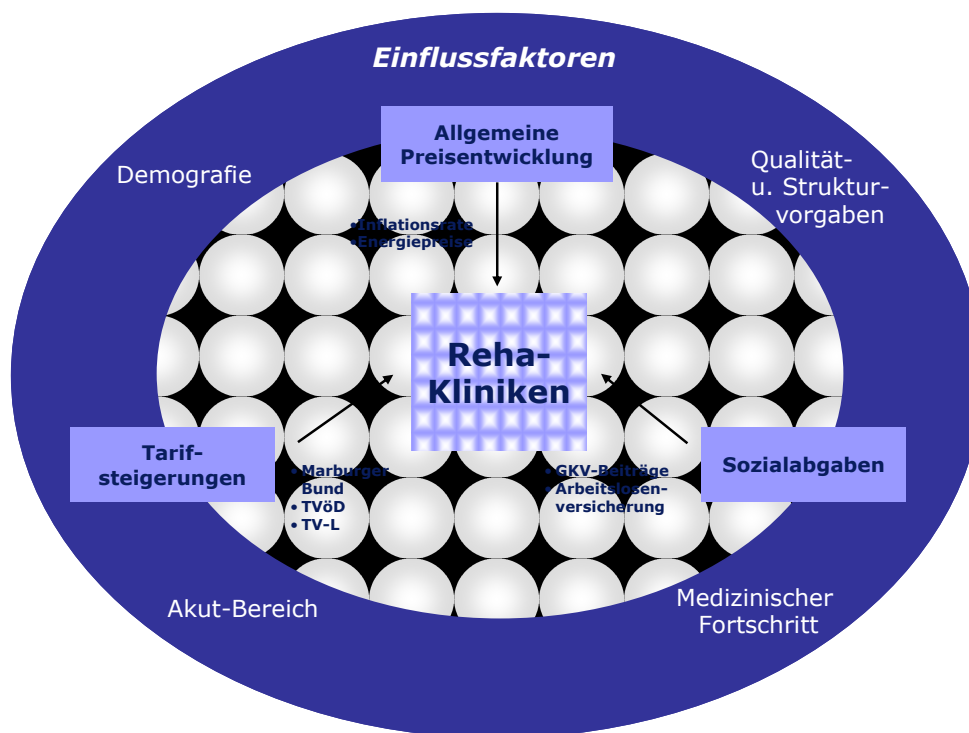 Einflussfaktoren
Allgemeine
Preisentwicklung
Demografie
Qualität-
u. Struktur-
vorgaben
•Inflationsrate
•Energiepreise
Reha-
Kliniken
Tarif-
steigerungen
• Marburger
Bund
• TVöD
• TV-L
• GKV-Beiträge
• Arbeitslosen-
versicherung
Sozialabgaben
Akut-Bereich
Medizinischer
Fortschritt